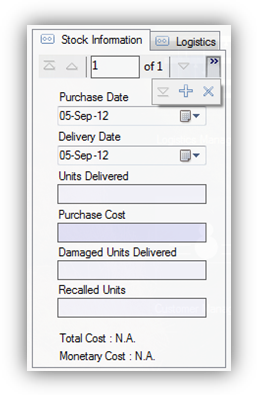 Stock Information Logistics
1 of 1 »
Purchase Date
05-Sep-12
Delivery Date
05-Sep-12
Units Delivered
Purchase Cost
Damaged Units Delivered
Recalled Units
Total Cost : N.A.
Monetary Cost : N.A.